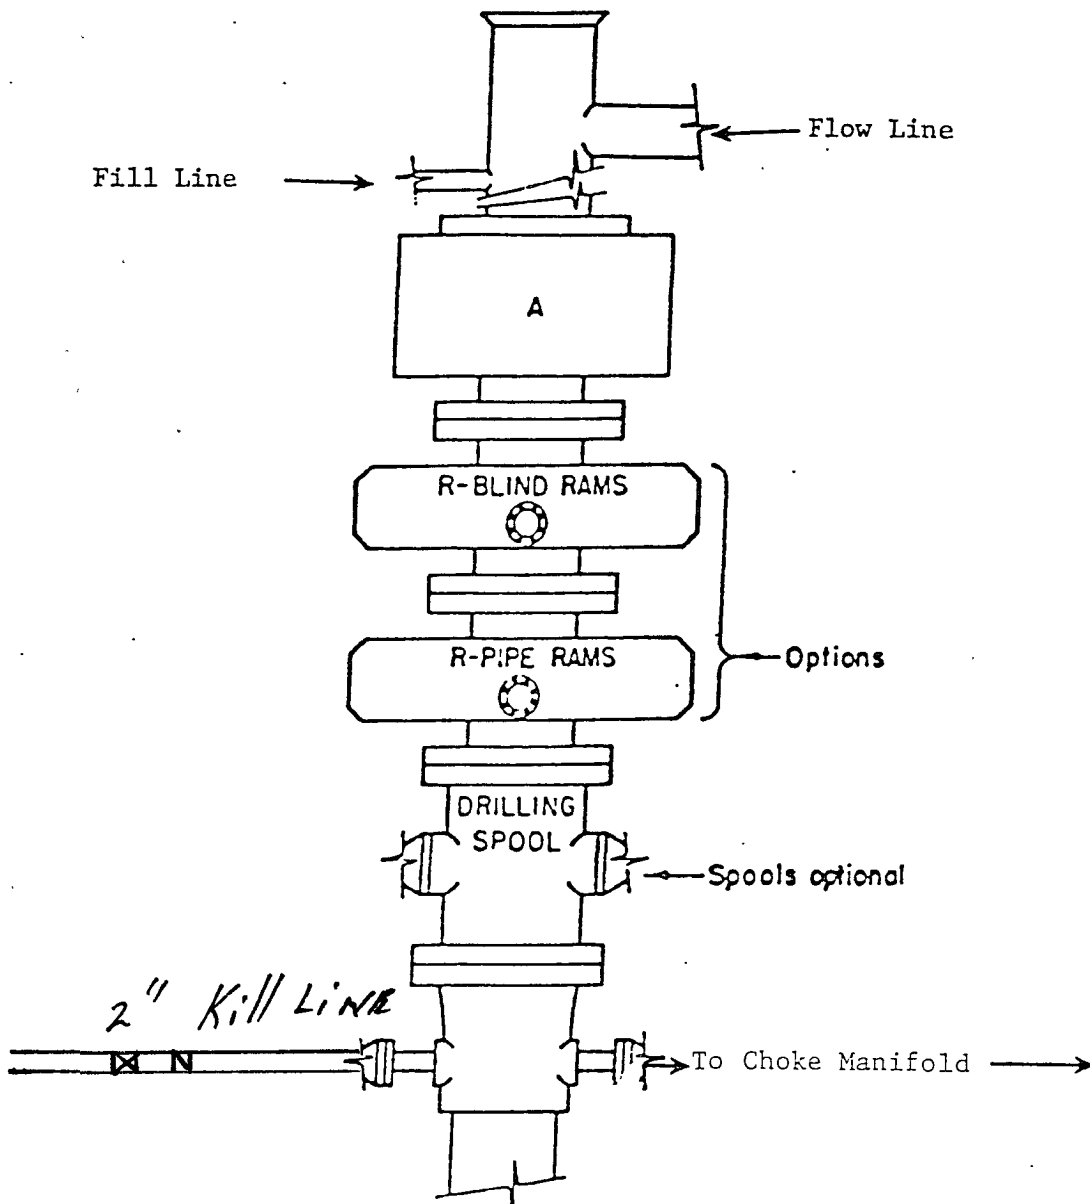 Flow Line
Fill Line
A
R-BLIND RAMS
R-PIPE RAMS
Options
DRILLING
SPOOL
Spools optional
2" Kill LiNE
To Choke Manifold